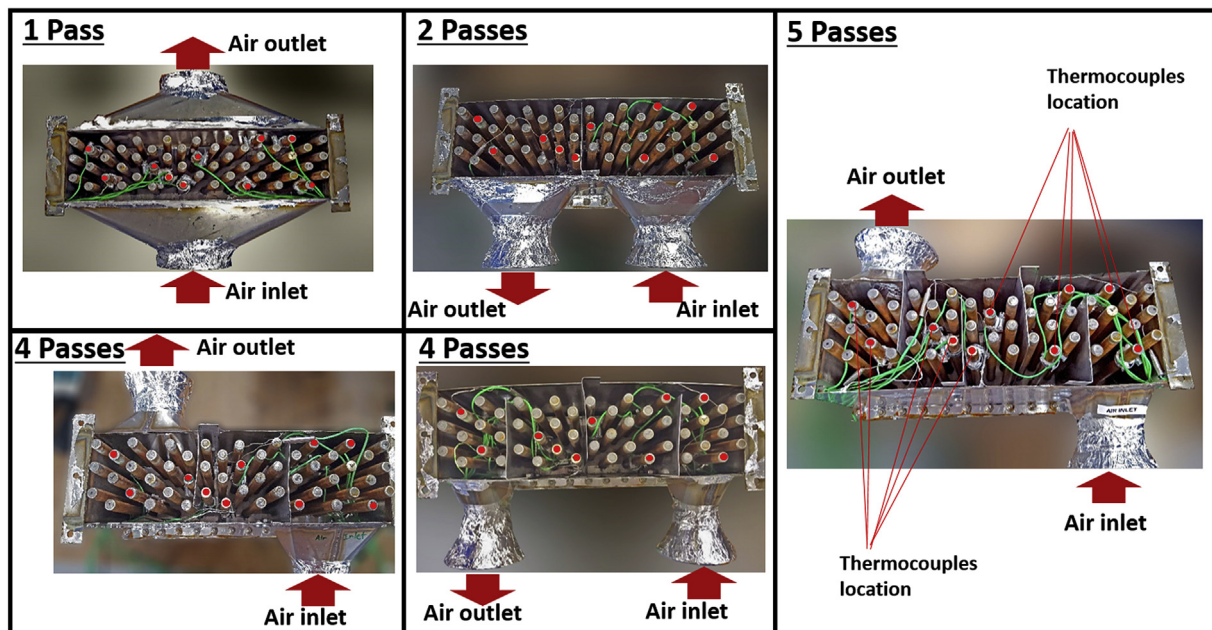 1 Pass
Air outlet
Air inlet
2 Passes
Air outlet
Air inlet
4 Passes
Air outlet
Air inlet
4 Passes
Air outlet
Air inlet
5 Passes
Thermocouples
location
Air outlet
AIR INLET
Air inlet
Thermocouples
location